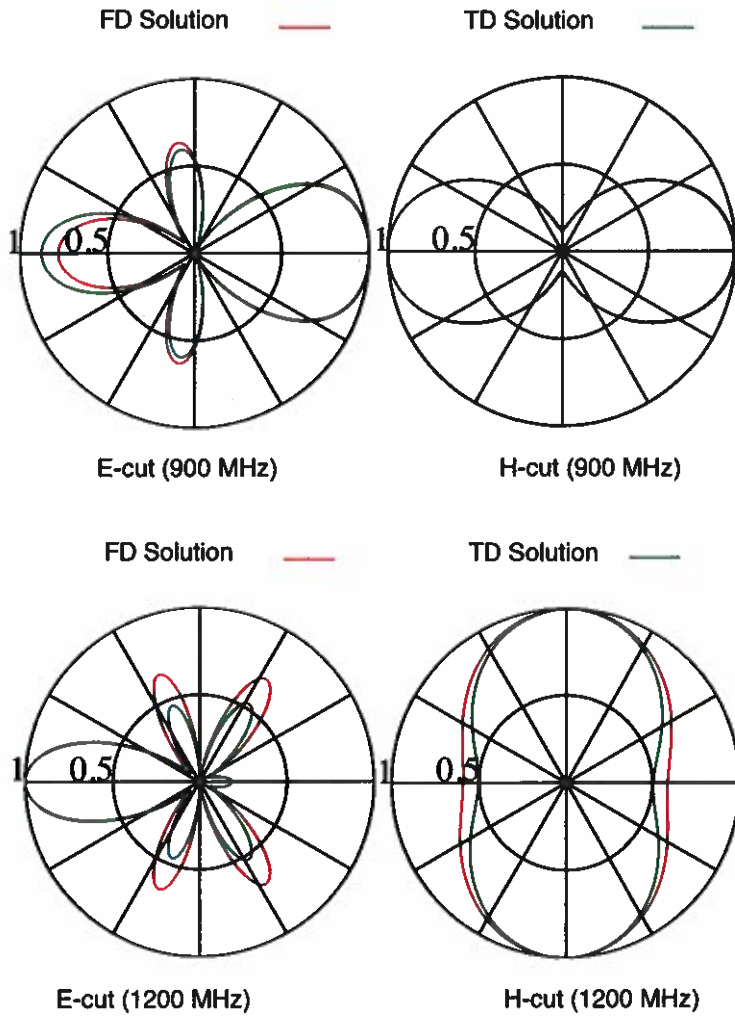 FD Solution
TD Solution
1
0.5
1
0.5
E-cut (900 MHz)
H-cut (900 MHz)
FD Solution
TD Solution
1
0.5
1
0.5
E-cut (1200 MHz)
H-cut (1200 MHz)